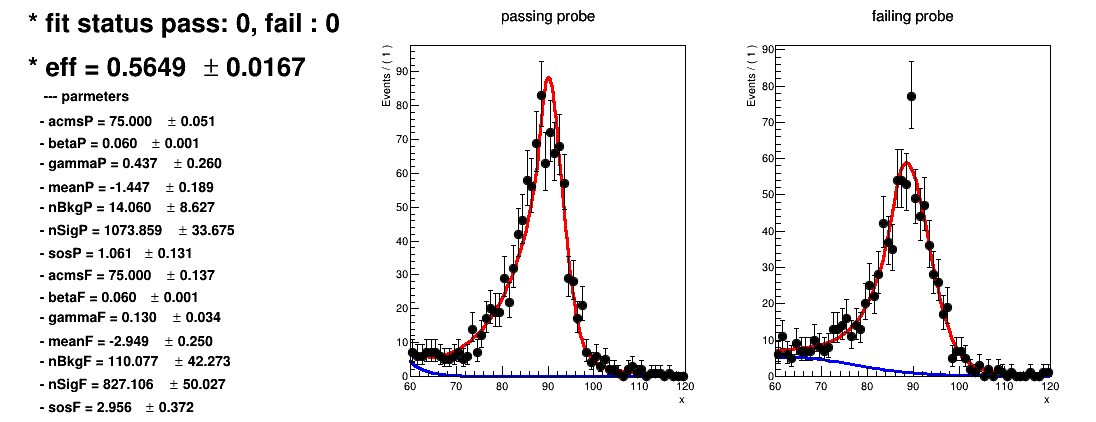 * fit status pass: 0, fail : 0
* eff = 0.5649 ± 0.0167
--- parmeters
- acmsP = 75.000 ± 0.051
- betaP = 0.060 ± 0.001
- gammaP = 0.437 ± 0.260
- meanP = -1.447 ± 0.189
- nBkgP = 14.060 ± 8.627
- nSigP = 1073.859 ± 33.675
- sosP = 1.061 ± 0.131
- acmsF = 75.000 ± 0.137
- betaF = 0.060 ± 0.001
- gammaF = 0.130 ± 0.034
- meanF = -2.949 ± 0.250
- nBkgF = 110.077 ± 42.273
- nSigF = 827.106 ± 50.027
- sosF = 2.956 ± 0.372
passing probe
Events / ( 1 )
90
80
70
60
50
40
30
20
10
0
60 70 80 90 100 110 120
x
failing probe
Events / ( 1 )
90
80
70
60
50
40
30
20
10
0
60 70 80 90 100 110 120
x